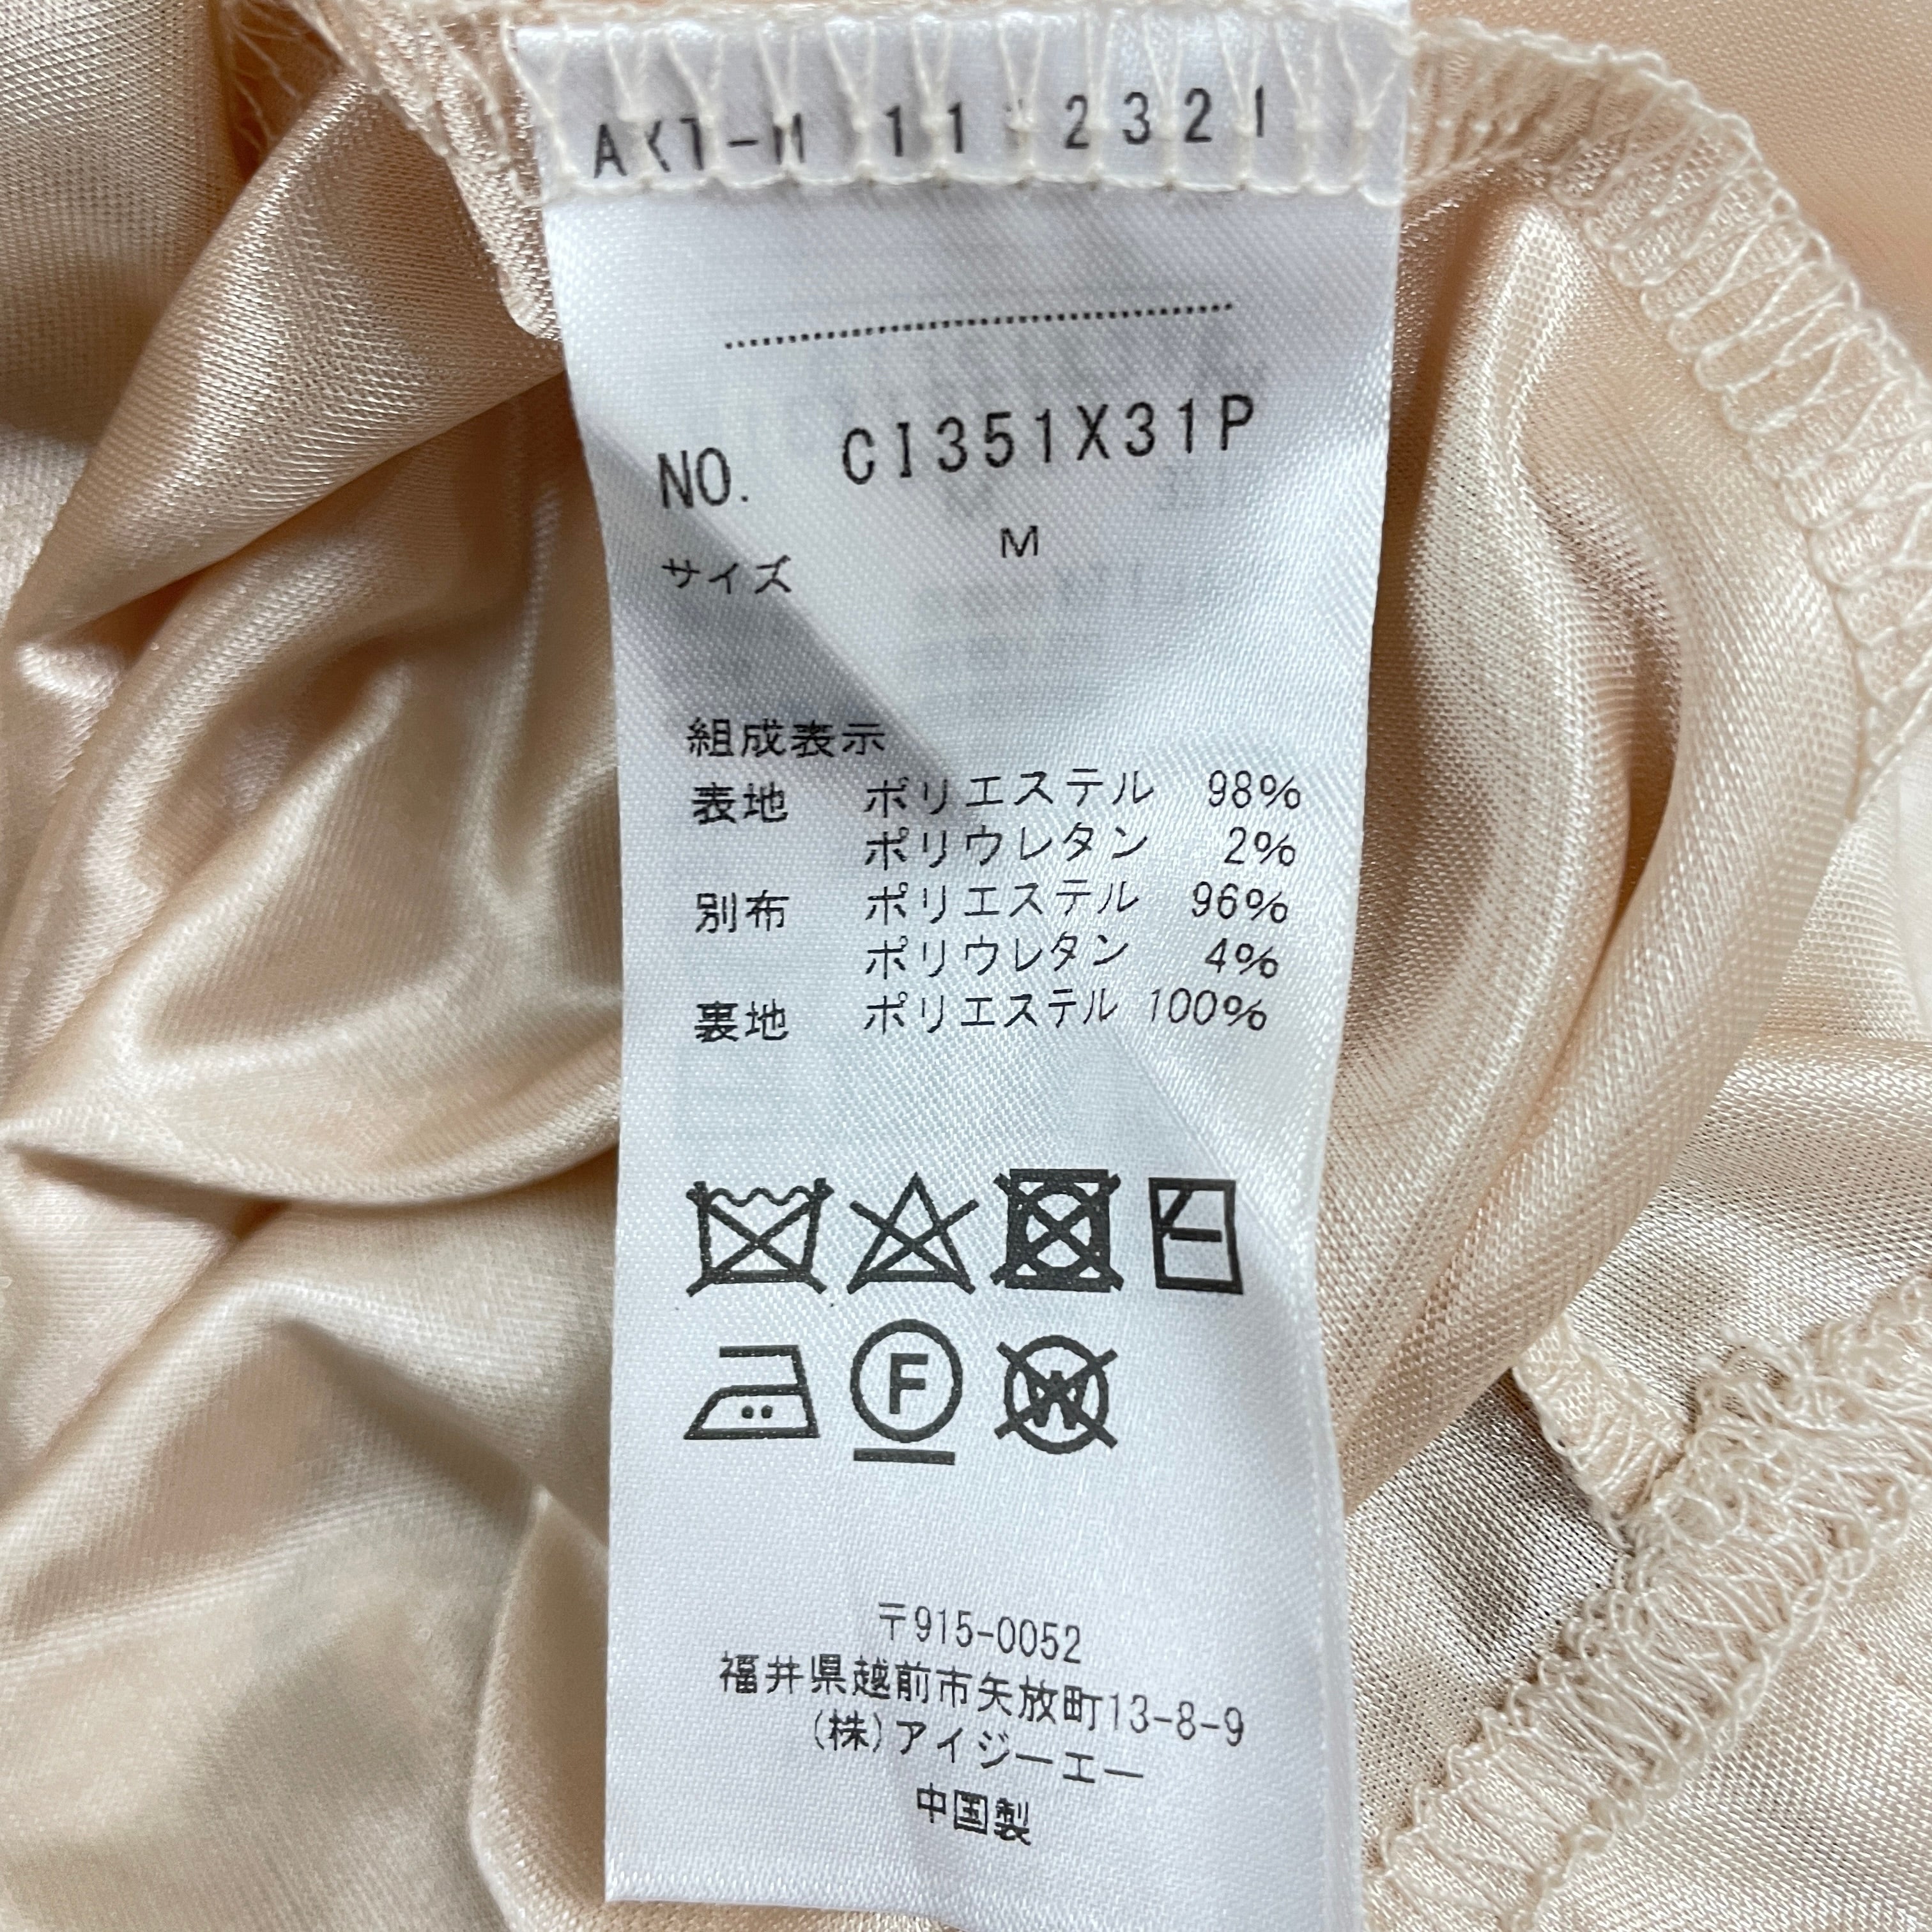 NO. CI351X31P
サイズ M
組成表示
表地 ポリエステル 98%
ポリウレタン 2%
別布 ポリエステル 96%
ポリウレタン 4%
裏地 ポリエステル 100%
F
W
〒915-0052
福井県越前市矢放町13-8-9
(株)アイジーエー
中国製